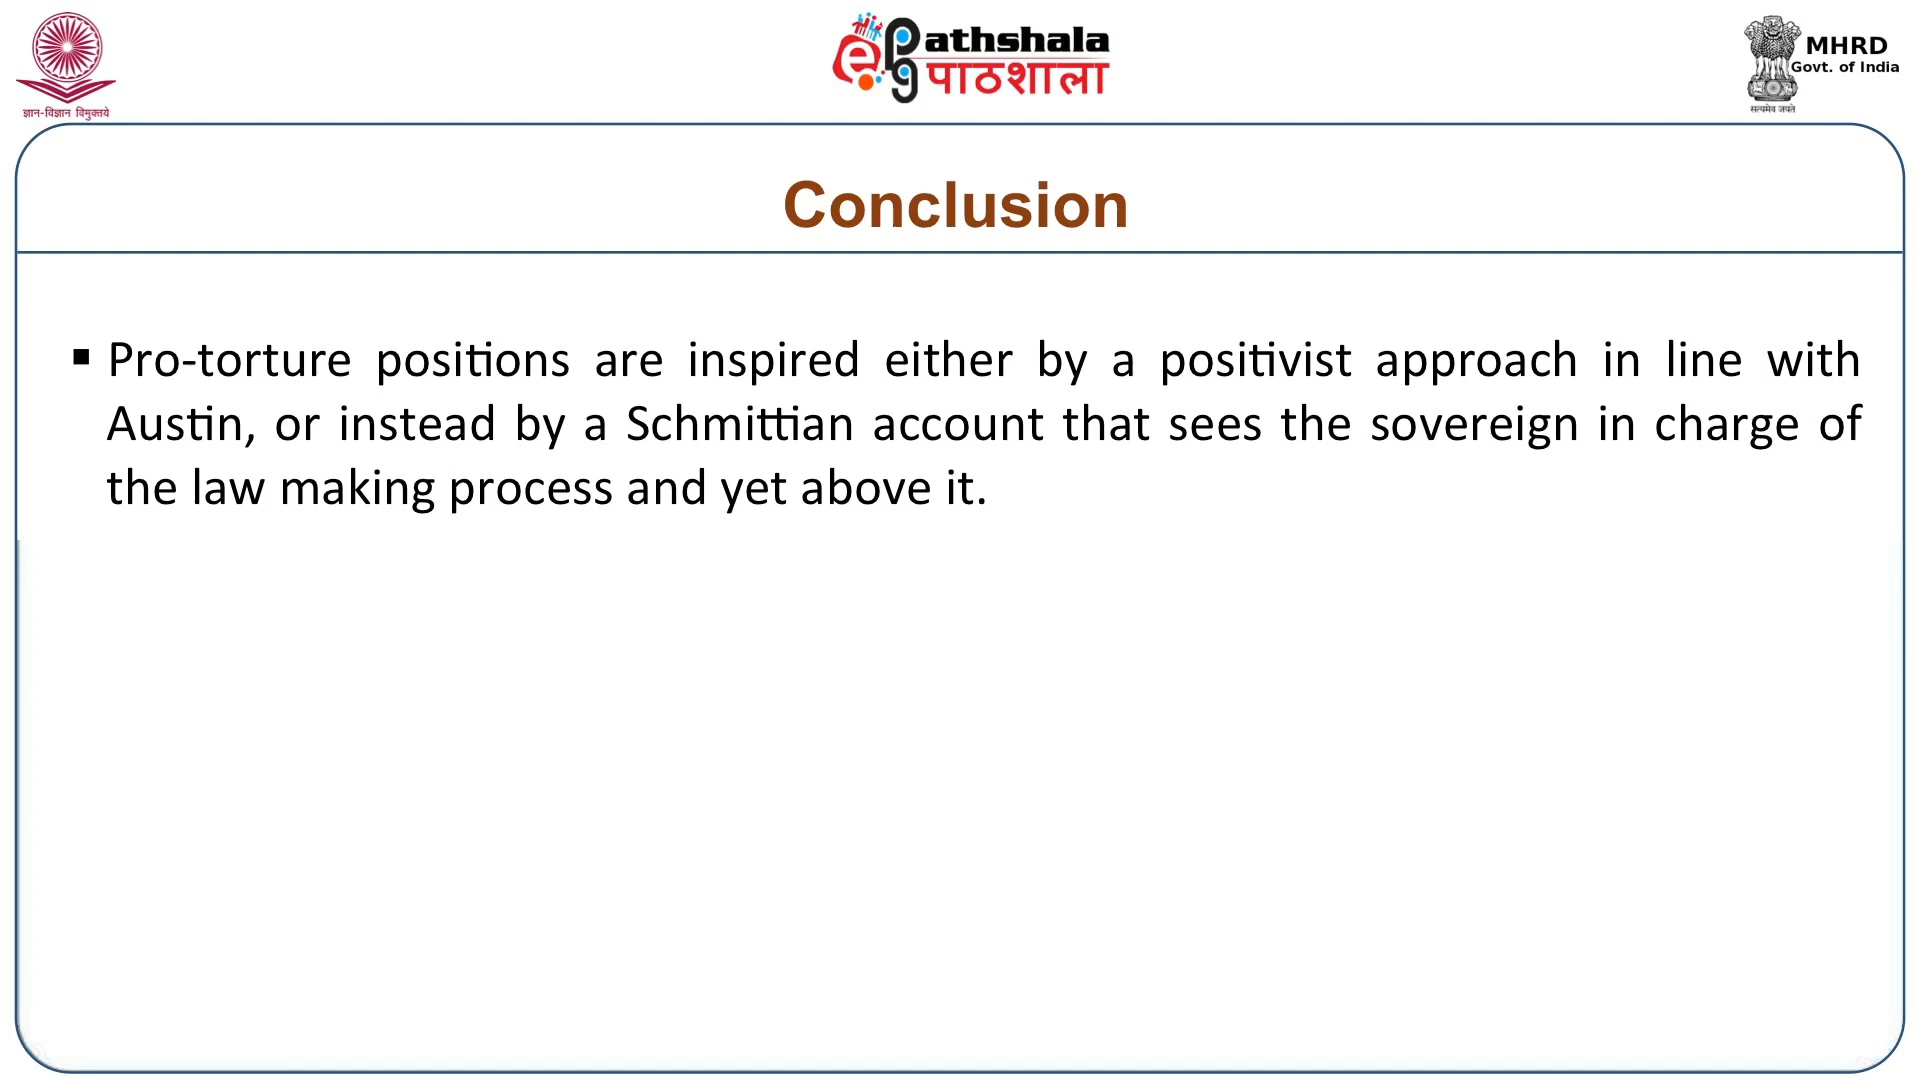 ज्ञान-विज्ञान विमुक्तये
ePathshala
पाठशाला
MHRD
Govt. of India
सत्यमेव जयते
Conclusion
▪ Pro-torture positions are inspired either by a positivist approach in line with
Austin, or instead by a Schmittian account that sees the sovereign in charge of
the law making process and yet above it.